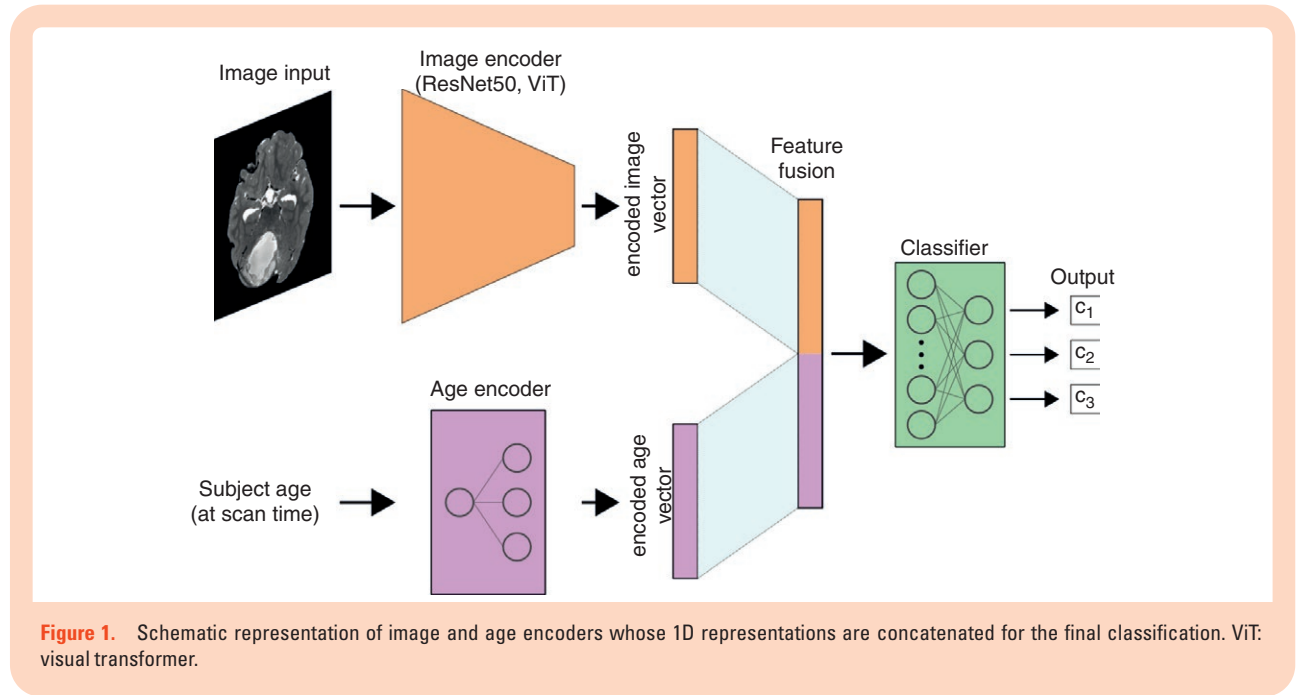 Image input
Image encoder
(ResNet50, ViT)
encoded image
vector
Feature
fusion
Classifier
Output
c1
c2
c3
Age encoder
Subject age
(at scan time)
encoded age
vector
Figure 1. Schematic representation of image and age encoders whose 1D representations are concatenated for the final classification. ViT:
visual transformer.